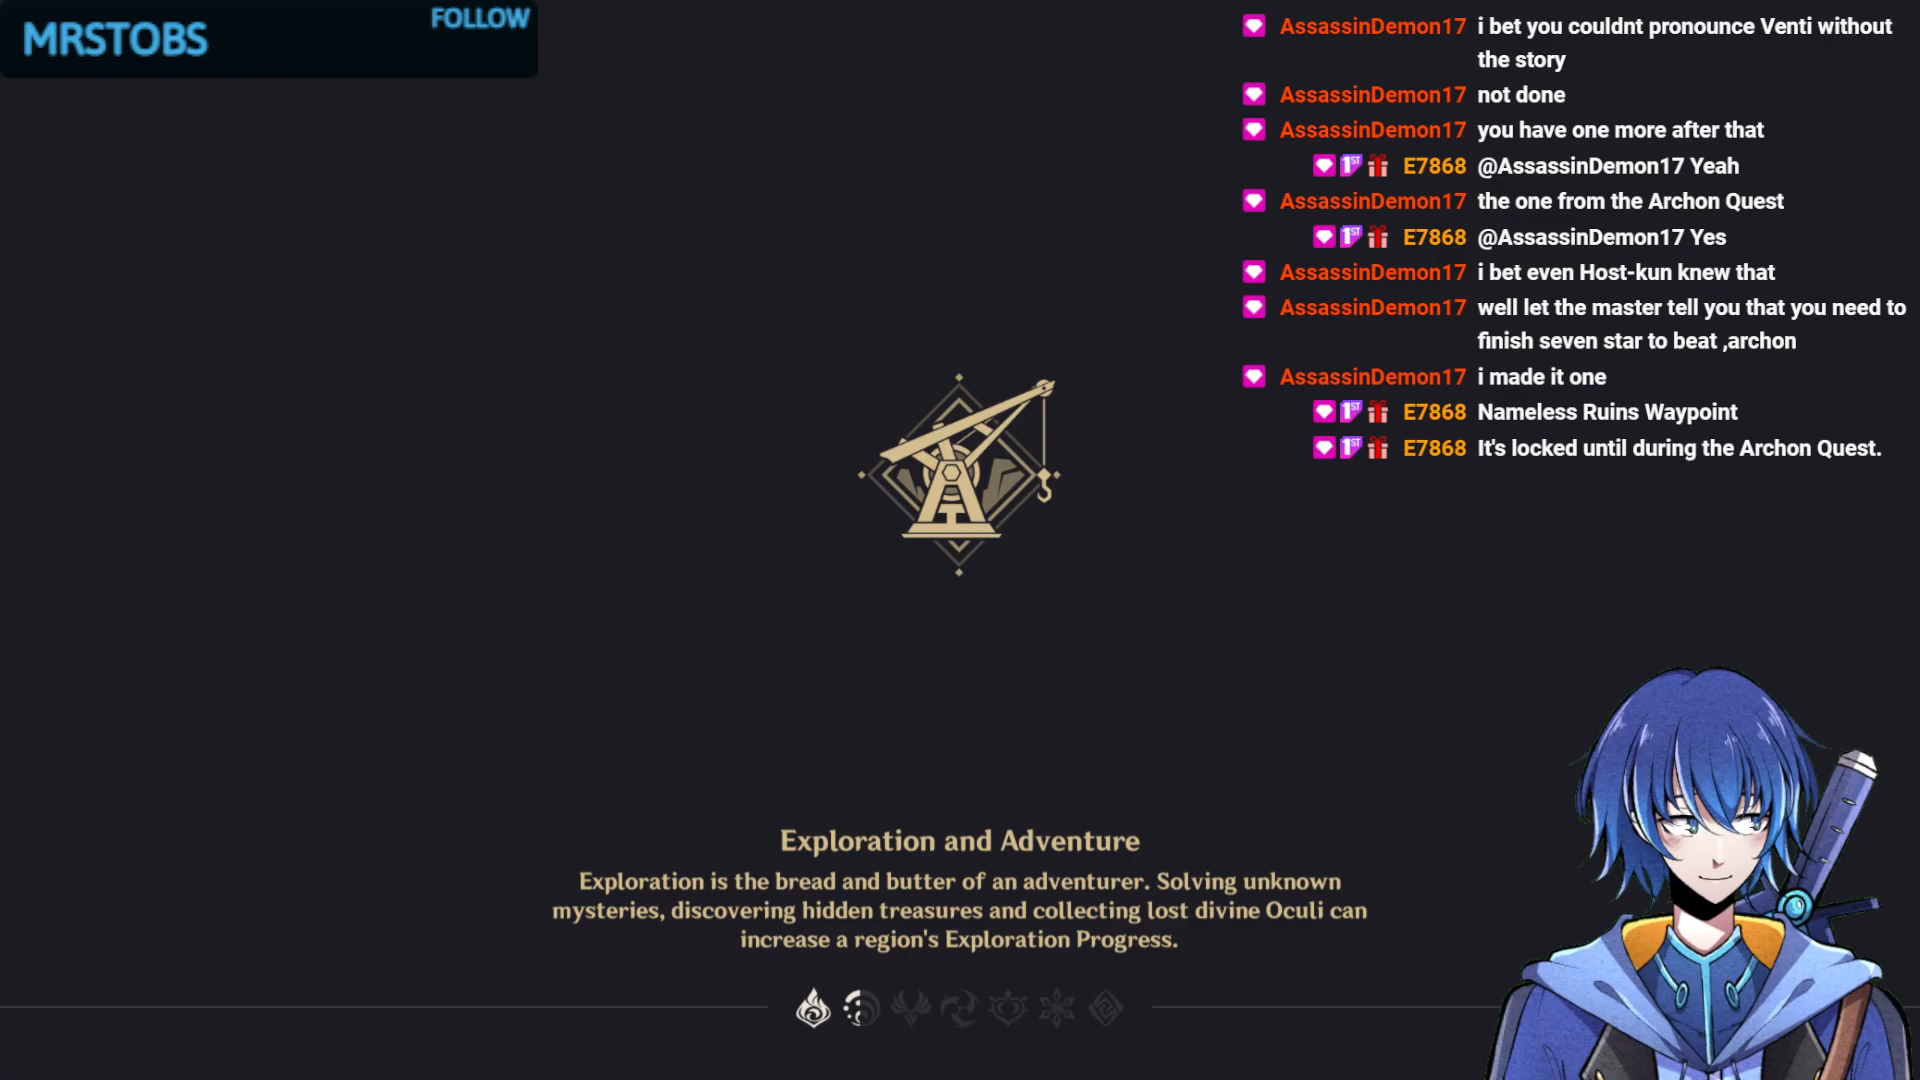 MRSTOBS
FOLLOW
AssassinDemon17 i bet you couldnt pronounce Venti without
the story
AssassinDemon17 not done
AssassinDemon17 you have one more after that
1ST E7868 @AssassinDemon17 Yeah
AssassinDemon17 the one from the Archon Quest
1ST E7868 @AssassinDemon17 Yes
AssassinDemon17 i bet even Host-kun knew that
AssassinDemon17 well let the master tell you that you need to
finish seven star to beat ,archon
AssassinDemon17 i made it one
1ST E7868 Nameless Ruins Waypoint
1ST E7868 It's locked until during the Archon Quest.
Exploration and Adventure
Exploration is the bread and butter of an adventurer. Solving unknown
mysteries, discovering hidden treasures and collecting lost divine Oculi can
increase a region's Exploration Progress.